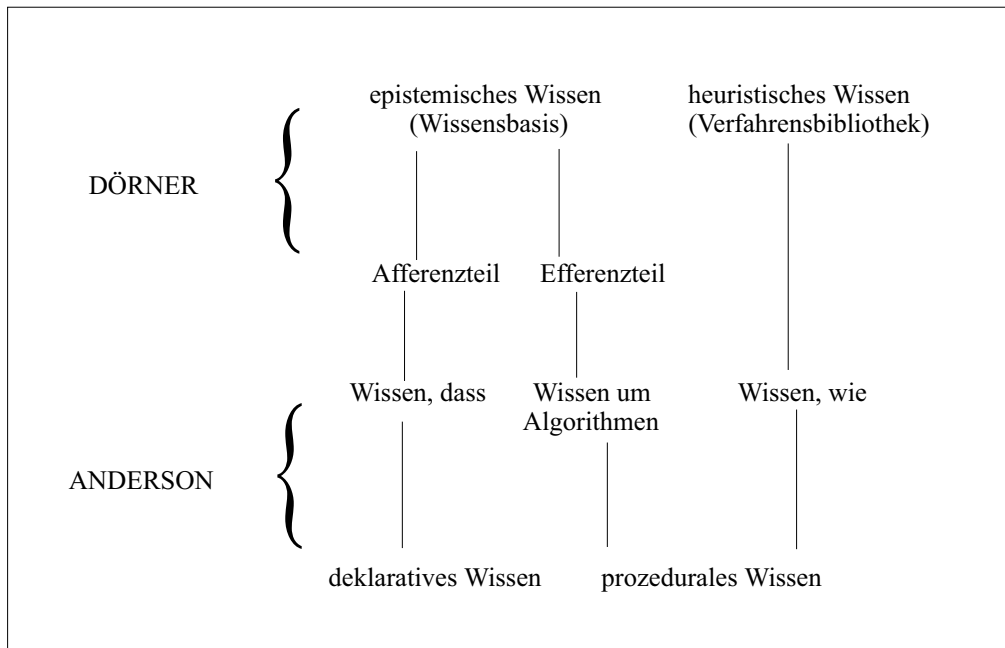 epistemisches Wissen
(Wissensbasis)
heuristisches Wissen
(Verfahrensbibliothek)
DÖRNER
Afferenzteil
Efferenzteil
Wissen, dass
Wissen um
Algorithmen
Wissen, wie
ANDERSON
deklaratives Wissen
prozedurales Wissen